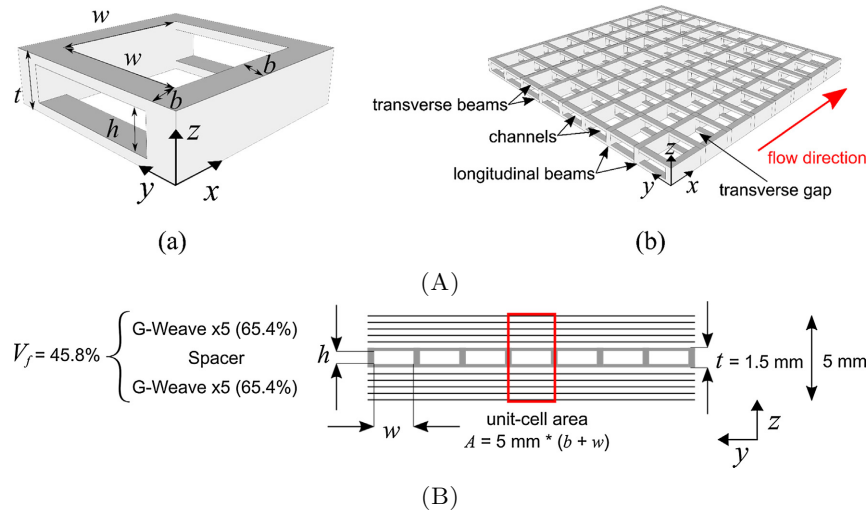 w
w
b
b
t
h
z
y
x
(a)
transverse beams
channels
longitudinal beams
z
y
x
flow direction
transverse gap
(b)
(A)
V_f = 45.8%
G-Weave x5 (65.4%)
Spacer
G-Weave x5 (65.4%)
h
w
t = 1.5 mm
5 mm
unit-cell area
A = 5 mm * (b + w)
z
y
(B)